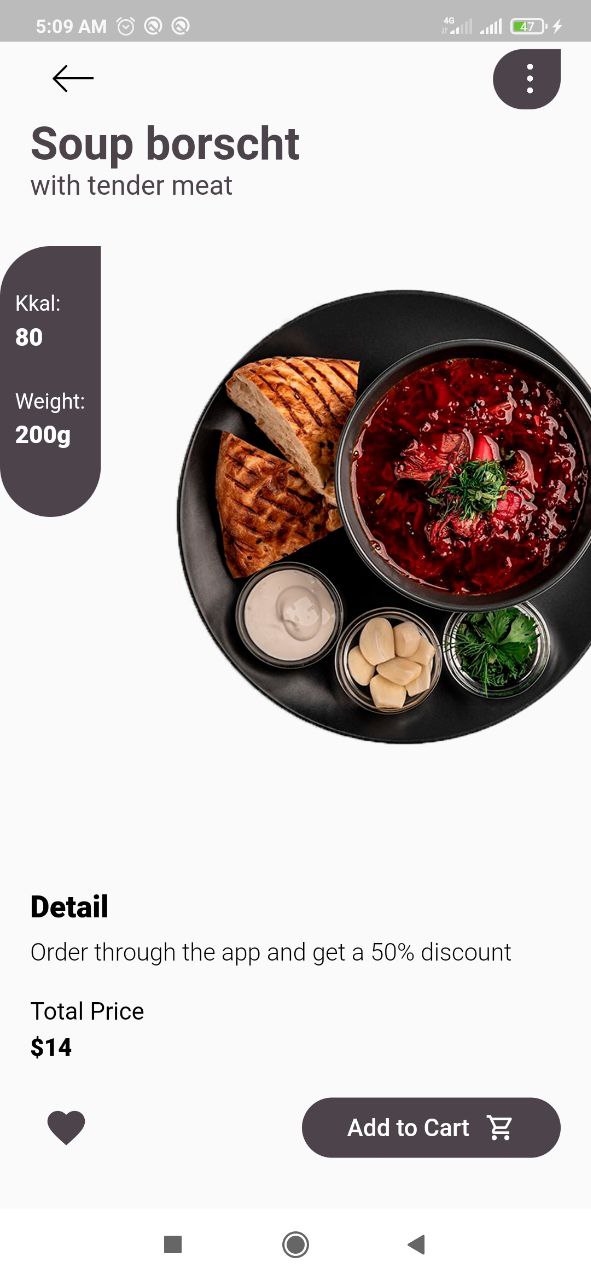 5:09 AM
4G
47
Soup borscht
with tender meat
Kkal:
80
Weight:
200g
Detail
Order through the app and get a 50% discount
Total Price
$14
Add to Cart